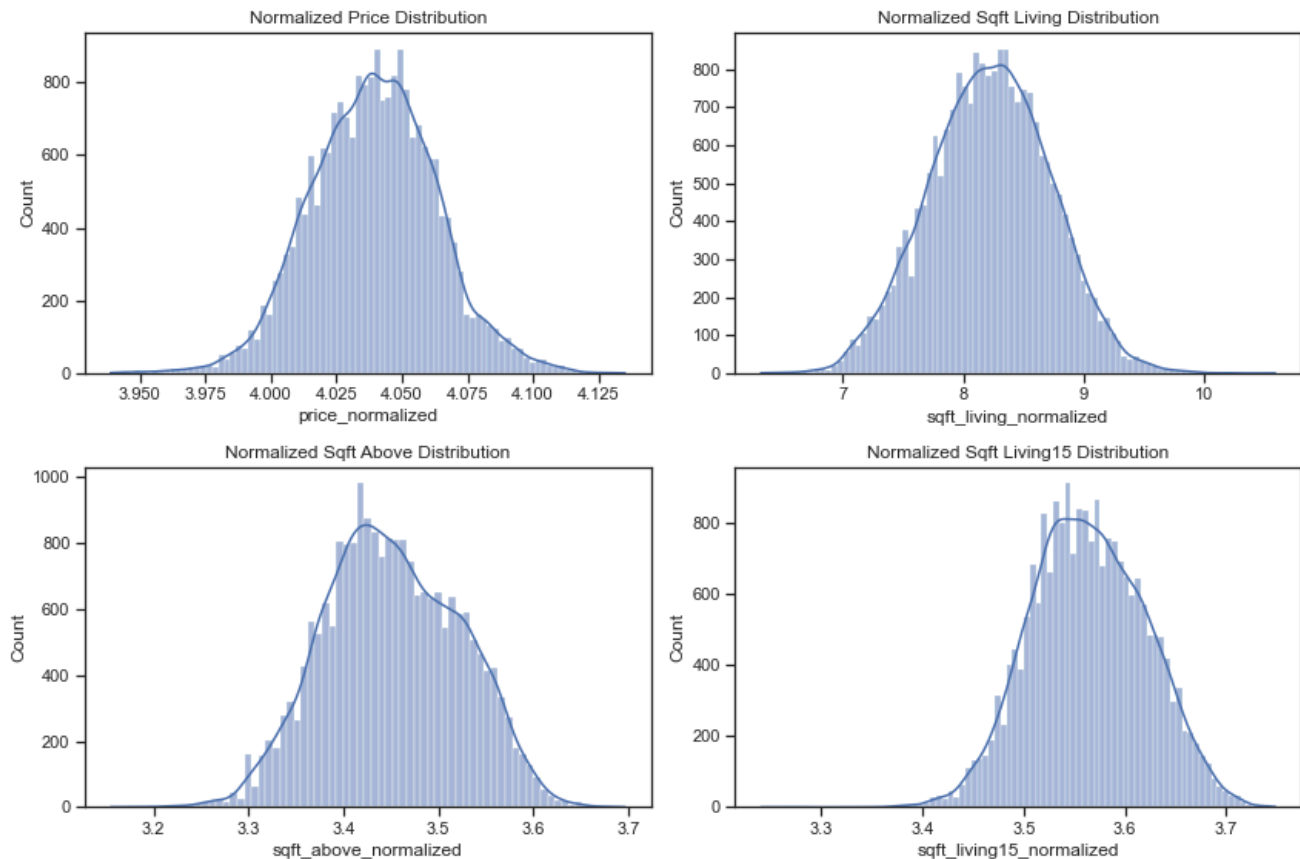 Normalized Price Distribution
Count
800
600
400
200
0
3.950 3.975 4.000 4.025 4.050 4.075 4.100 4.125
price_normalized
Normalized Sqft Living Distribution
Count
800
700
600
500
400
300
200
100
0
7 8 9 10
sqft_living_normalized
Normalized Sqft Above Distribution
Count
1000
800
600
400
200
0
3.2 3.3 3.4 3.5 3.6 3.7
sqft_above_normalized
Normalized Sqft Living15 Distribution
Count
800
600
400
200
0
3.3 3.4 3.5 3.6 3.7
sqft_living15_normalized